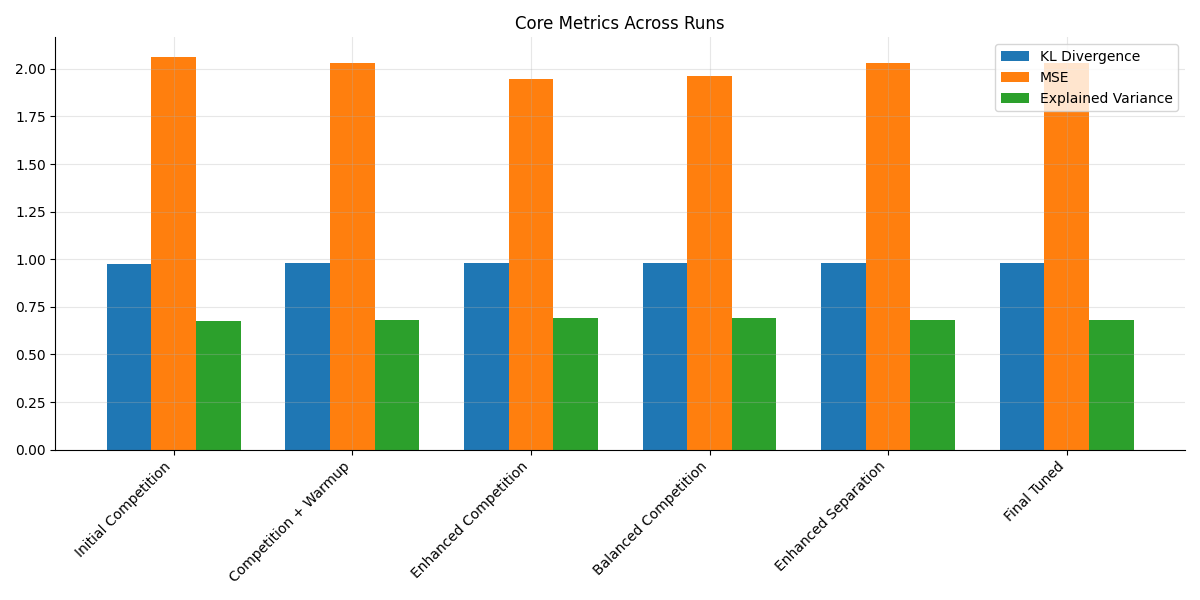 Core Metrics Across Runs
KL Divergence
MSE
Explained Variance
2.00
1.75
1.50
1.25
1.00
0.75
0.50
0.25
0.00
Initial Competition
Competition + Warmup
Enhanced Competition
Balanced Competition
Enhanced Separation
Final Tuned